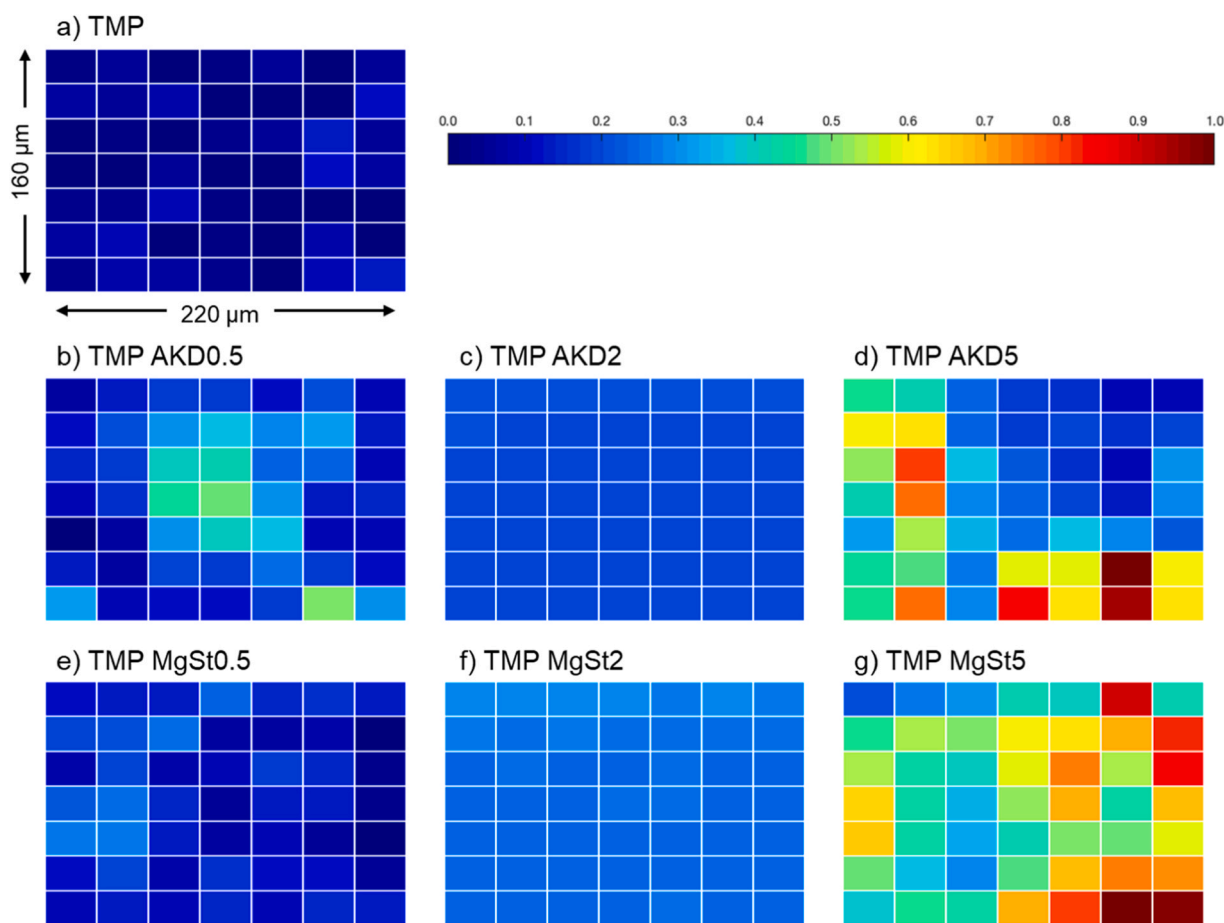 a) TMP
0.0 0.1 0.2 0.3 0.4 0.5 0.6 0.7 0.8 0.9 1.0
160 µm
220 µm
b) TMP AKD0.5
c) TMP AKD2
d) TMP AKD5
e) TMP MgSt0.5
f) TMP MgSt2
g) TMP MgSt5